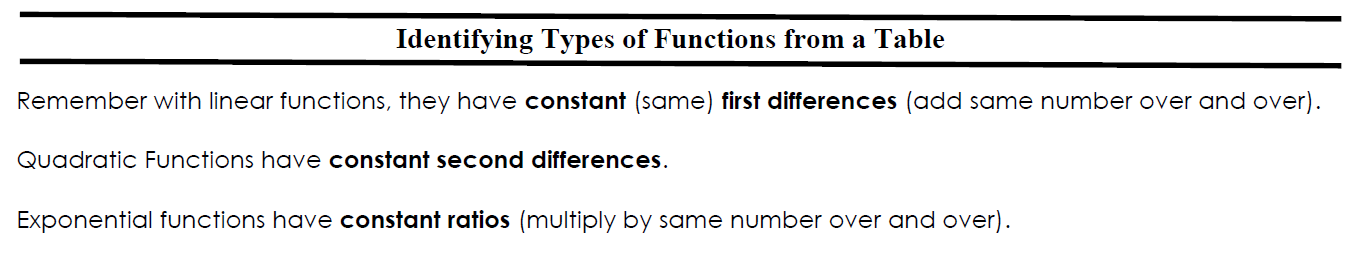 Identifying Types of Functions from a Table
Remember with linear functions, they have constant (same) first differences (add same number over and over).
Quadratic Functions have constant second differences.
Exponential functions have constant ratios (multiply by same number over and over).